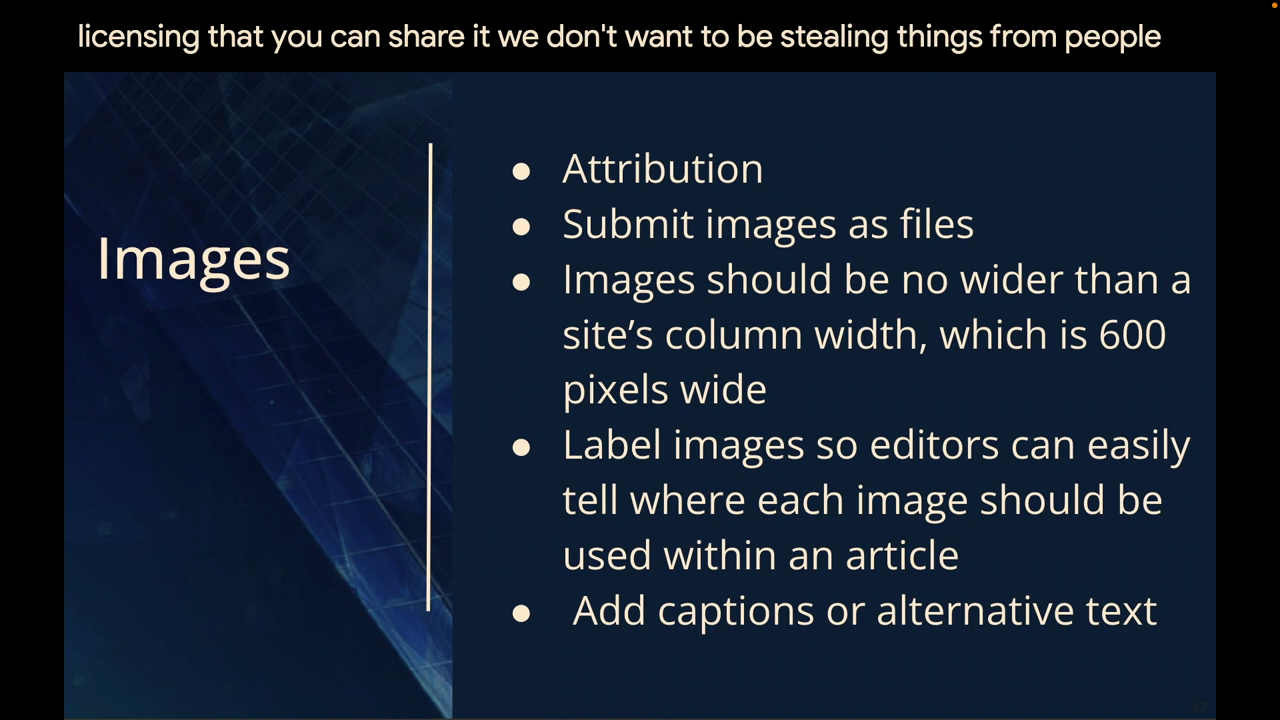 licensing that you can share it we don't want to be stealing things from people
Images
● Attribution
● Submit images as files
● Images should be no wider than a
site’s column width, which is 600
pixels wide
● Label images so editors can easily
tell where each image should be
used within an article
● Add captions or alternative text